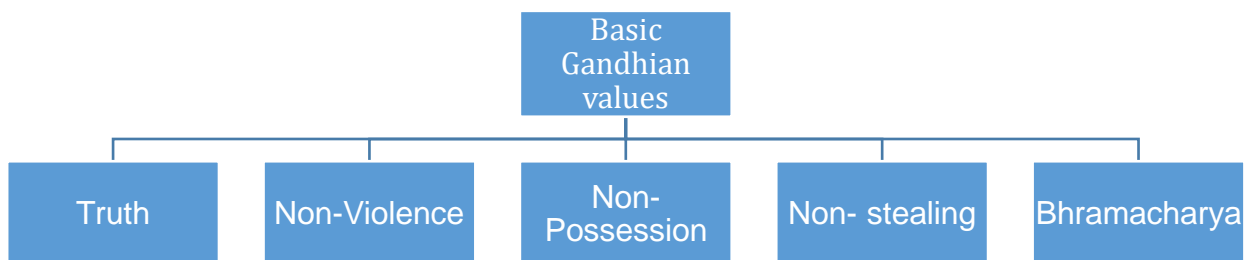 Basic
Gandhian
values
Truth
Non-Violence
Non-
Possession
Non- stealing
Bhramacharya